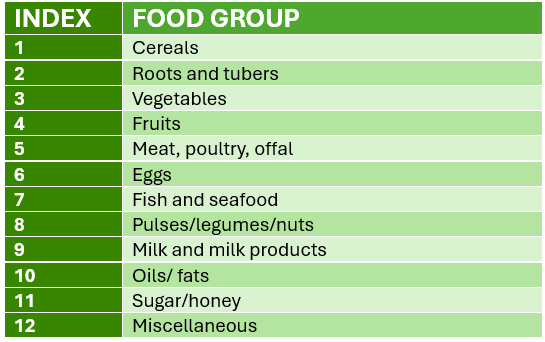 INDEX FOOD GROUP
1 Cereals
2 Roots and tubers
3 Vegetables
4 Fruits
5 Meat, poultry, offal
6 Eggs
7 Fish and seafood
8 Pulses/legumes/nuts
9 Milk and milk products
10 Oils/ fats
11 Sugar/honey
12 Miscellaneous